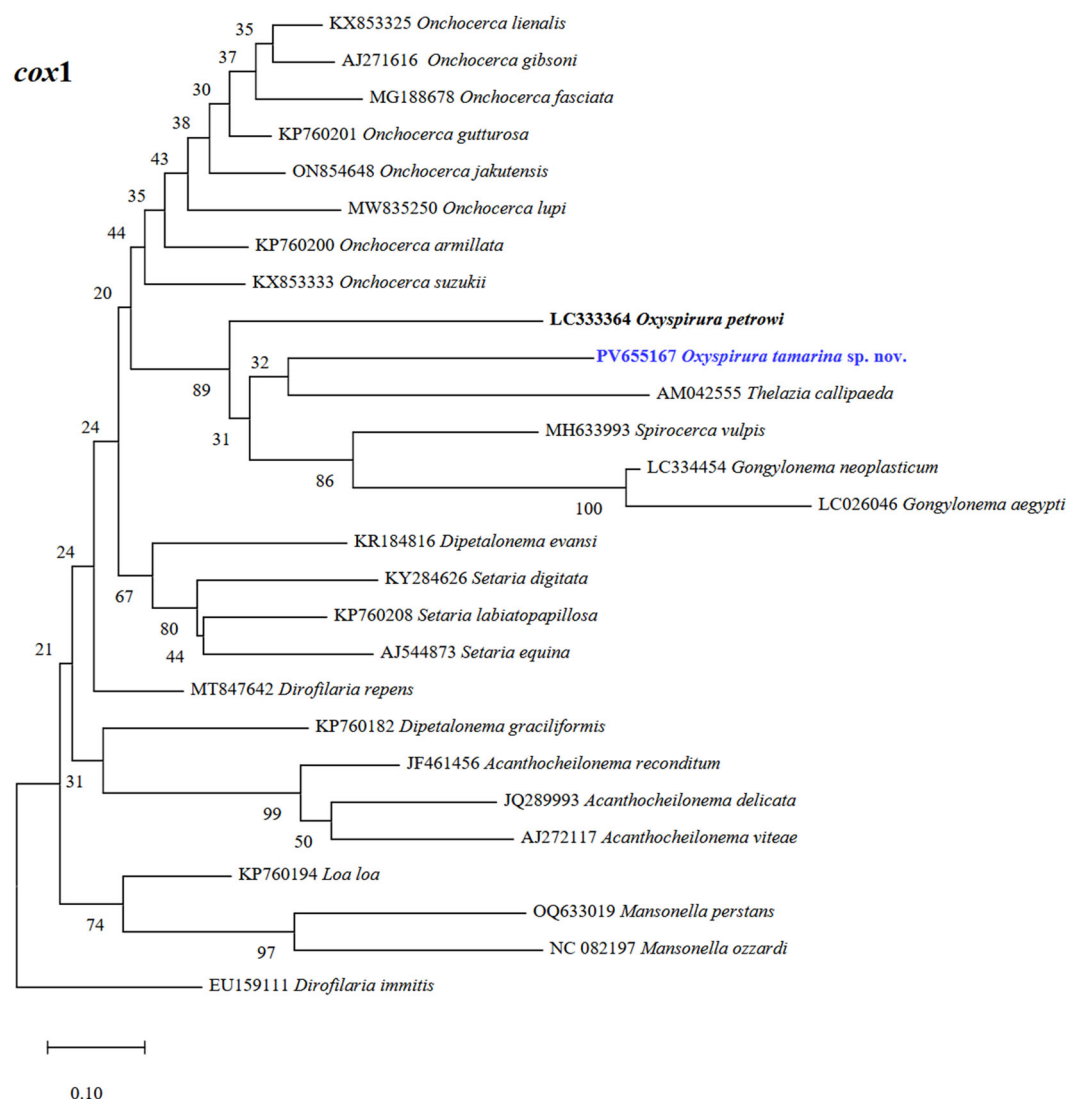 35
KX853325 Onchocerca lienalis
cox1
37
AJ271616 Onchocerca gibsoni
30
MG188678 Onchocerca fasciata
38
KP760201 Onchocerca gutturosa
43
ON854648 Onchocerca jakutensis
35
MW835250 Onchocerca lupi
44
KP760200 Onchocerca armillata
20
KX853333 Onchocerca suzukii
LC333364 Oxyspirura petrowi
32
PV655167 Oxyspirura tamarina sp. nov.
89
AM042555 Thelazia callipaeda
24
31
MH633993 Spirocerca vulpis
86
LC334454 Gongylonema neoplasticum
100
LC026046 Gongylonema aegypti
24
KR184816 Dipetalonema evansi
67
KY284626 Setaria digitata
80
KP760208 Setaria labiatopapillosa
21
44
AJ544873 Setaria equina
MT847642 Dirofilaria repens
KP760182 Dipetalonema graciliformis
31
JF461456 Acanthocheilonema reconditum
99
JQ289993 Acanthocheilonema delicata
50
AJ272117 Acanthocheilonema viteae
KP760194 Loa loa
74
OQ633019 Mansonella perstans
97
NC 082197 Mansonella ozzardi
EU159111 Dirofilaria immitis
0.10